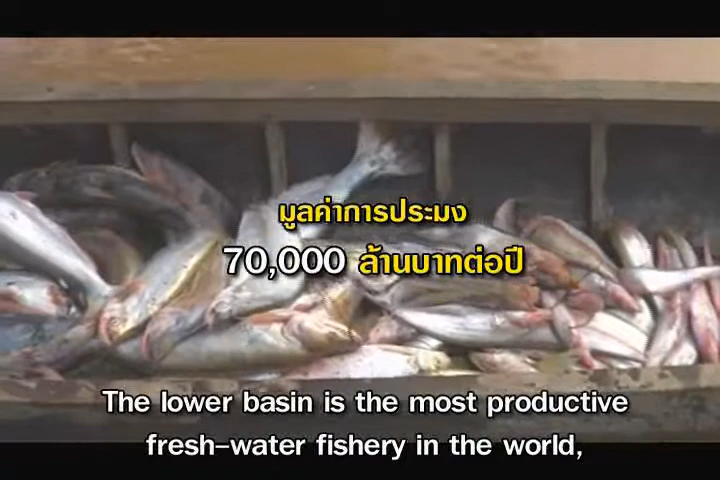 มูลค่าการประมง
70,000 ล้านบาทต่อปี
The lower basin is the most productive
fresh-water fishery in the world,